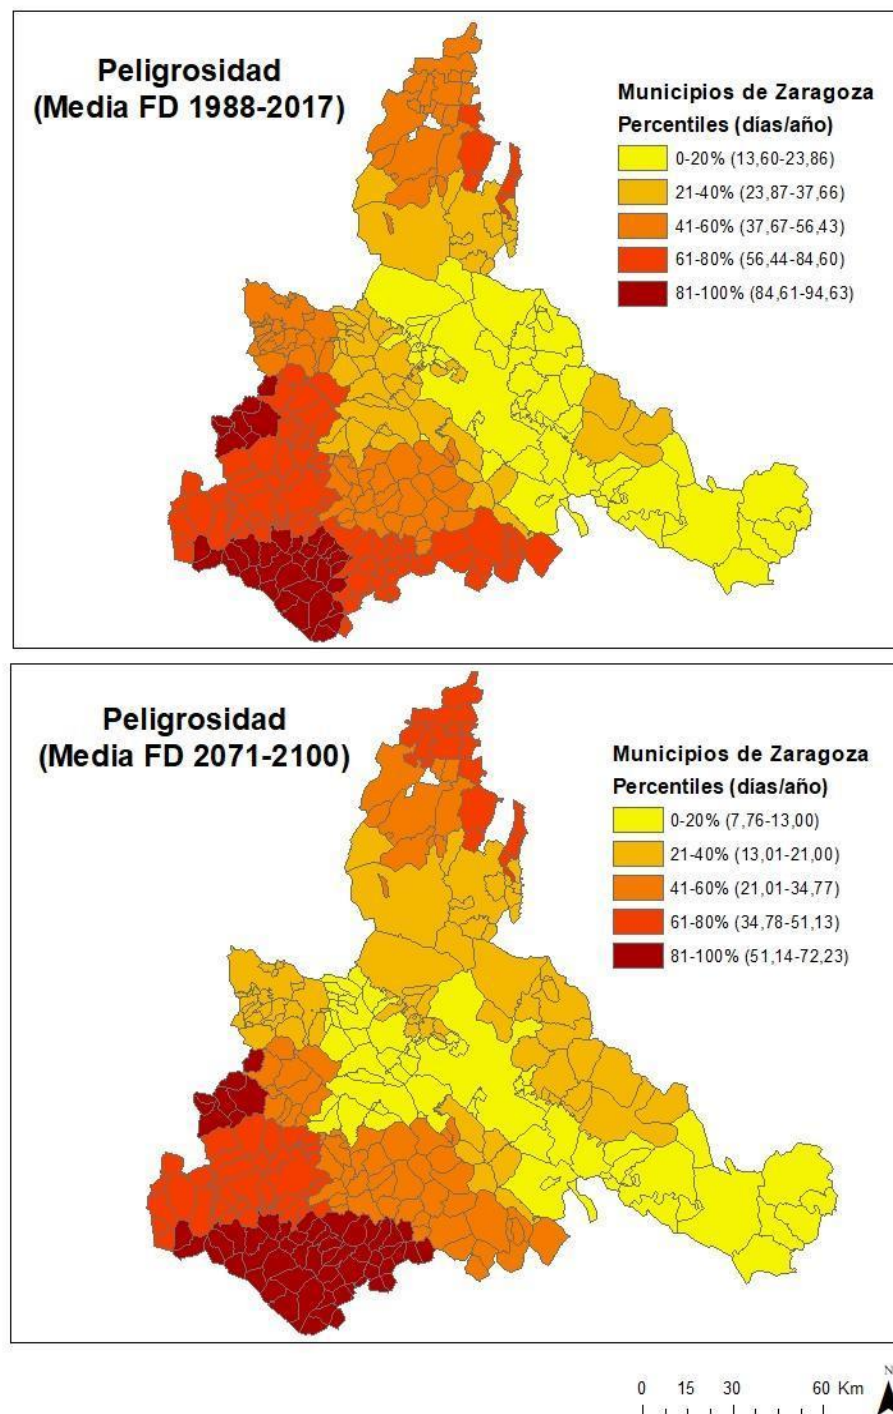 Peligrosidad
(Media FD 1988-2017)
Municipios de Zaragoza
Percentiles (días/año)
0-20% (13,60-23,86)
21-40% (23,87-37,66)
41-60% (37,67-56,43)
61-80% (56,44-84,60)
81-100% (84,61-94,63)
Peligrosidad
(Media FD 2071-2100)
Municipios de Zaragoza
Percentiles (días/año)
0-20% (7,76-13,00)
21-40% (13,01-21,00)
41-60% (21,01-34,77)
61-80% (34,78-51,13)
81-100% (51,14-72,23)
N
0 15 30 60 Km